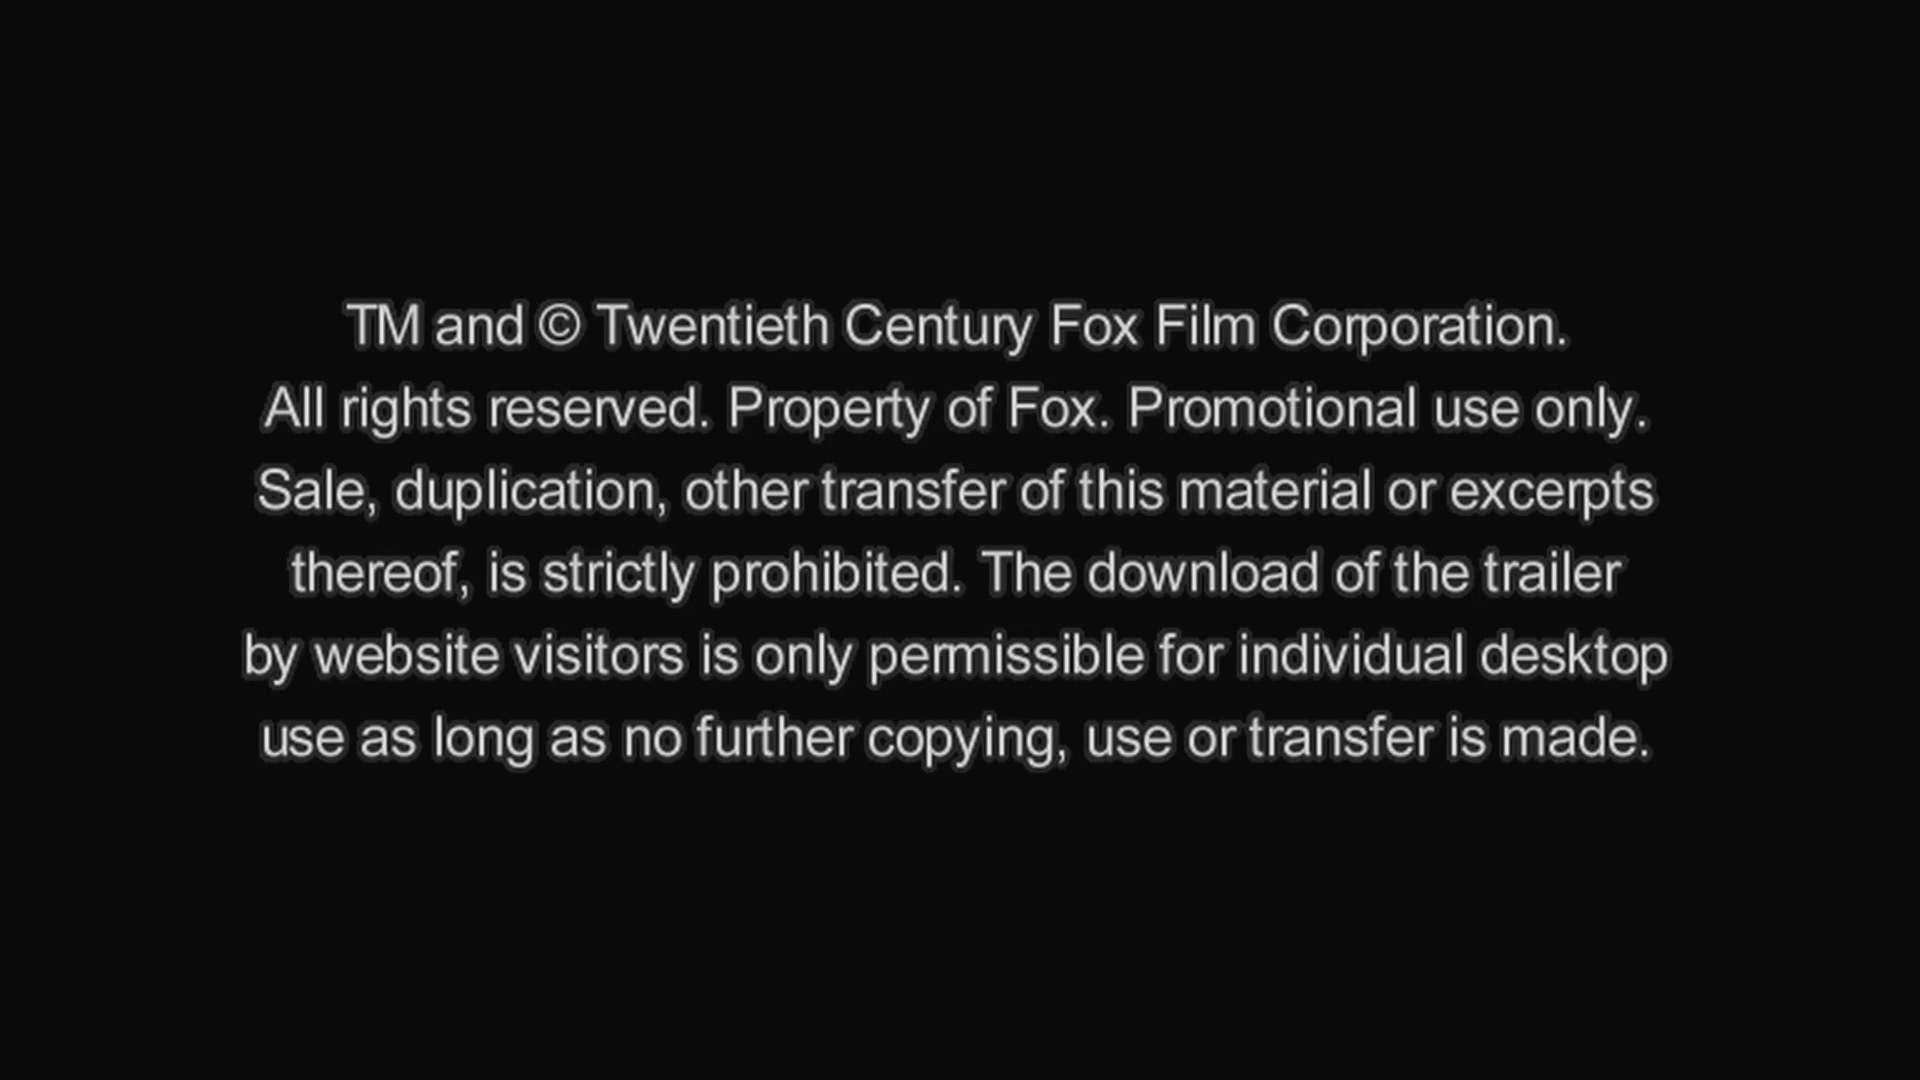 TM and © Twentieth Century Fox Film Corporation.
All rights reserved. Property of Fox. Promotional use only.
Sale, duplication, other transfer of this material or excerpts
thereof, is strictly prohibited. The download of the trailer
by website visitors is only permissible for individual desktop
use as long as no further copying, use or transfer is made.